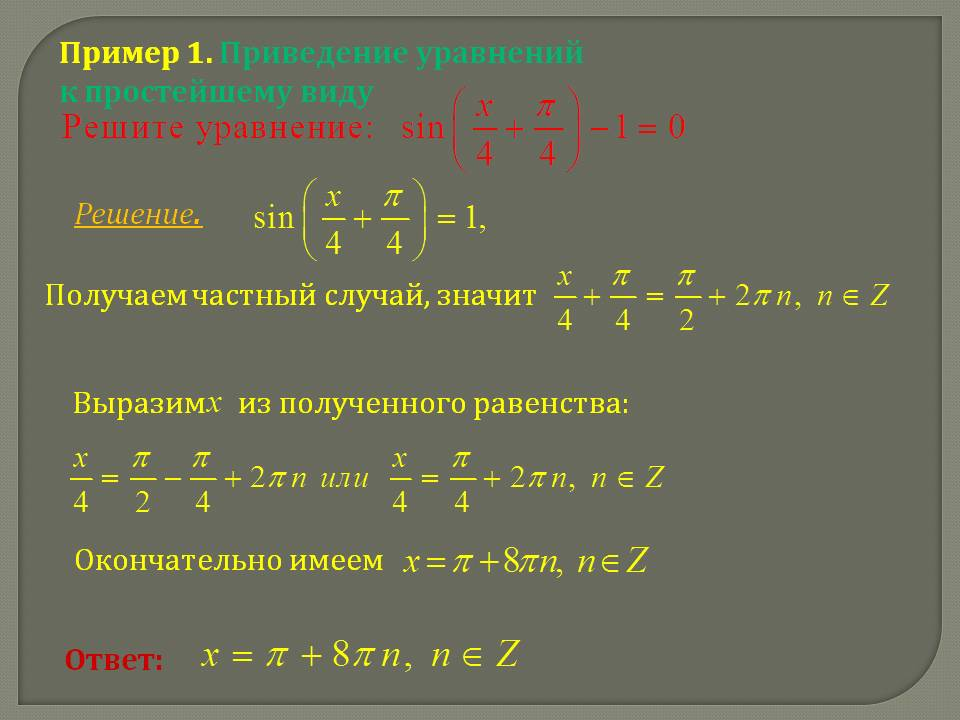 Пример 1. Приведение уравнений
к простейшему виду
Решите уравнение: sin(x/4 + π/4) − 1 = 0
Решение. sin(x/4 + π/4) = 1,
Получаем частный случай, значит x/4 + π/4 = π/2 + 2πn, n ∈ Z
Выразим x из полученного равенства:
x/4 = π/2 − π/4 + 2πn или x/4 = π/4 + 2πn, n ∈ Z
Окончательно имеем x = π + 8πn, n ∈ Z
Ответ: x = π + 8πn, n ∈ Z